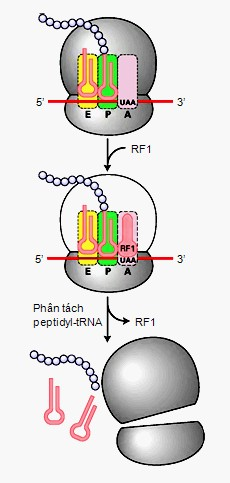 UAA
5' 3'
E P A
RF1
RF1
5' UAA 3'
E P A
Phân tách
peptidyl-tRNA
RF1